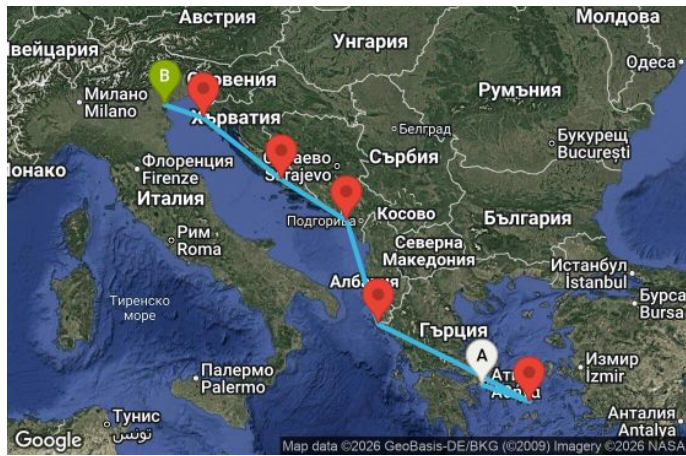 Австрия
Молдова
Швейцария
Унгария
Словения
Одеса
Милано
Milano
B
Хърватия
Румъния
Белград
Букурещ
București
Флоренция
Firenze
Сараево
Sarajevo
Сърбия
Монако
Италия
Подгорица
Косово
България
Рим
Roma
Северна
Македония
Истанбул
İstanbul
Албания
Бурса
Bursa
Тиренско
море
Гърция
A
Палермо
Palermo
Измир
İzmir
Тунис
تونس
Анталия
Antalya
Google
Map data ©2026 GeoBasis-DE/BKG (©2009) Imagery ©2026 NASA